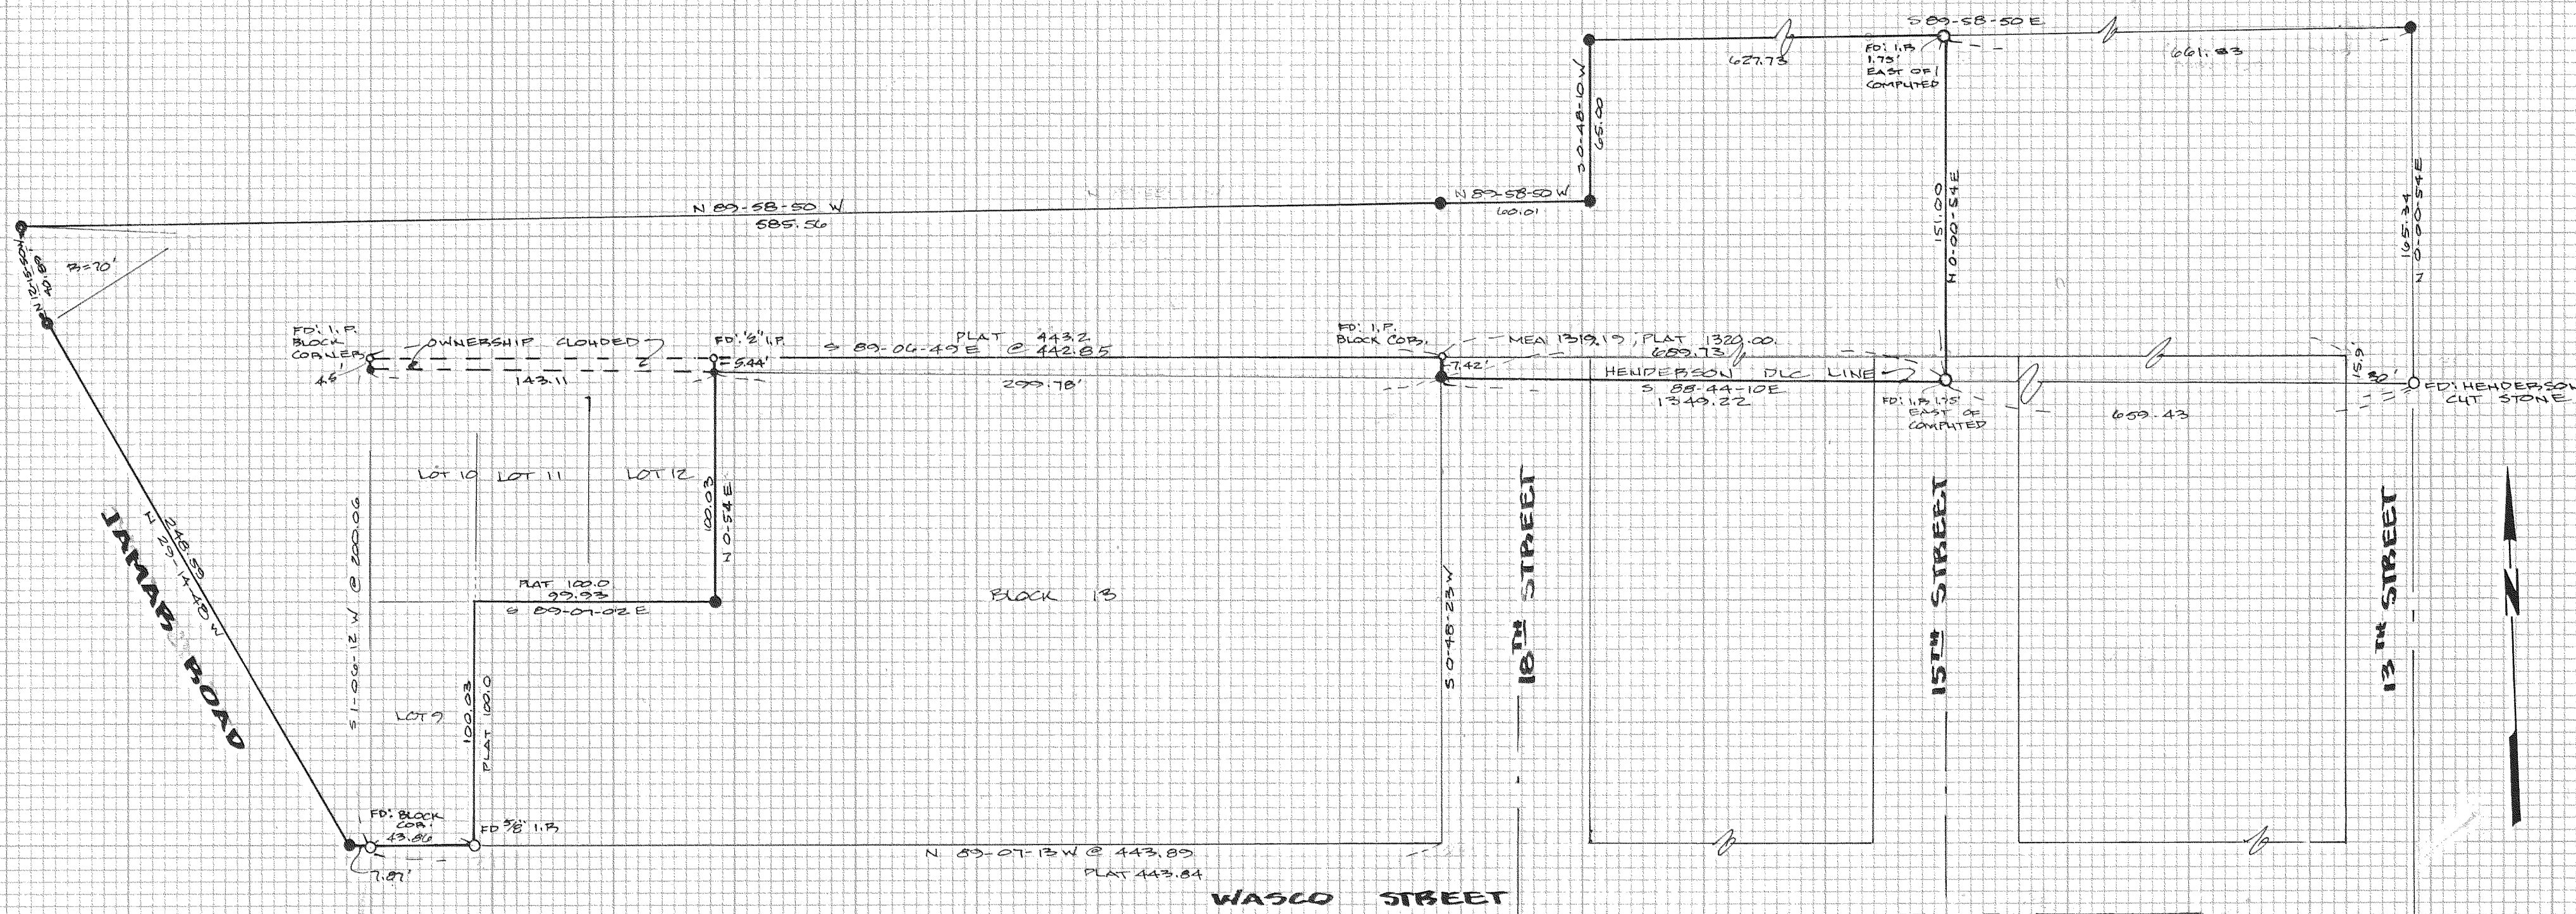 S 89-58-50 E
627.73
FD: I.P.
1.75'
EAST OF
COMPUTED
661.83
S 0-48-10 W
65.00
N 89-58-50 W
60.01
N 89-58-50 W
585.56
40.89'
R=70'
151.00
N 0-00-54 E
165.34
N 0-00-54 E
FD: I.P.
BLOCK
CORNER
OWNERSHIP CLOUDED
FD: ½" I.P.
PLAT 443.2
S 89-06-49 E @ 442.85
FD: I.P.
BLOCK COR.
MEA 1319.19, PLAT 1320.00
689.73
4.5'
143.11
5.44'
299.78'
7.42'
HENDERSON DLC LINE
S 88-44-10 E
1349.22
FD: I.P. 1.75'
EAST OF
COMPUTED
659.43
15.9'
30'
FD: HENDERSON
CUT STONE
LOT 10
LOT 11
LOT 12
100.03
N 0-54 E
S 1-06-12 W @ 200.06
248.59
N 29-14-48 W
TAMARR ROAD
PLAT 100.0
99.93
S 89-07-02 E
BLOCK 13
S 0-48-23 W
18TH STREET
15TH STREET
13TH STREET
N
LOT 9
100.03
PLAT 100.0
FD: BLOCK
COR.
43.86
FD 5/8" I.P.
7.87'
N 89-07-13 W @ 443.89
PLAT 443.84
WASCO STREET